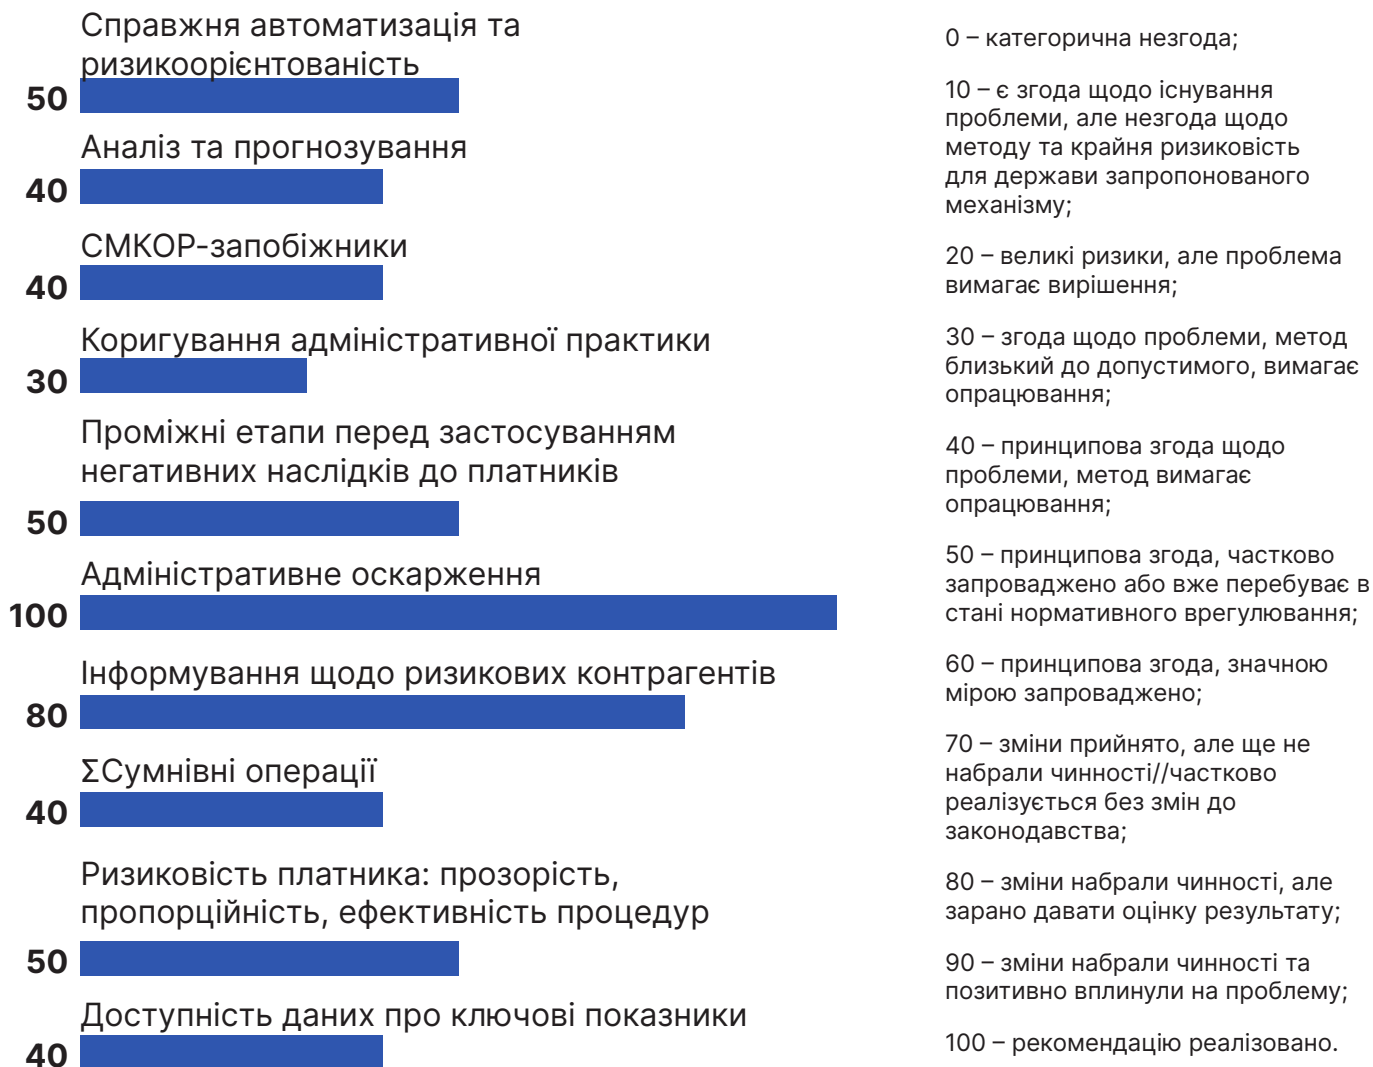 Справжня автоматизація та
ризикоорієнтованість
50
Аналіз та прогнозування
40
СМКОР-запобіжники
40
Коригування адміністративної практики
30
Проміжні етапи перед застосуванням
негативних наслідків до платників
50
Адміністративне оскарження
100
Інформування щодо ризикових контрагентів
80
ΣСумнівні операції
40
Ризиковість платника: прозорість,
пропорційність, ефективність процедур
50
Доступність даних про ключові показники
40
0 – категорична незгода;
10 – є згода щодо існування
проблеми, але незгода щодо
методу та крайня ризиковість
для держави запропонованого
механізму;
20 – великі ризики, але проблема
вимагає вирішення;
30 – згода щодо проблеми, метод
близький до допустимого, вимагає
опрацювання;
40 – принципова згода щодо
проблеми, метод вимагає
опрацювання;
50 – принципова згода, частково
запроваджено або вже перебуває в
стані нормативного врегулювання;
60 – принципова згода, значною
мірою запроваджено;
70 – зміни прийнято, але ще не
набрали чинності//частково
реалізується без змін до
законодавства;
80 – зміни набрали чинності, але
зарано давати оцінку результату;
90 – зміни набрали чинності та
позитивно вплинули на проблему;
100 – рекомендацію реалізовано.